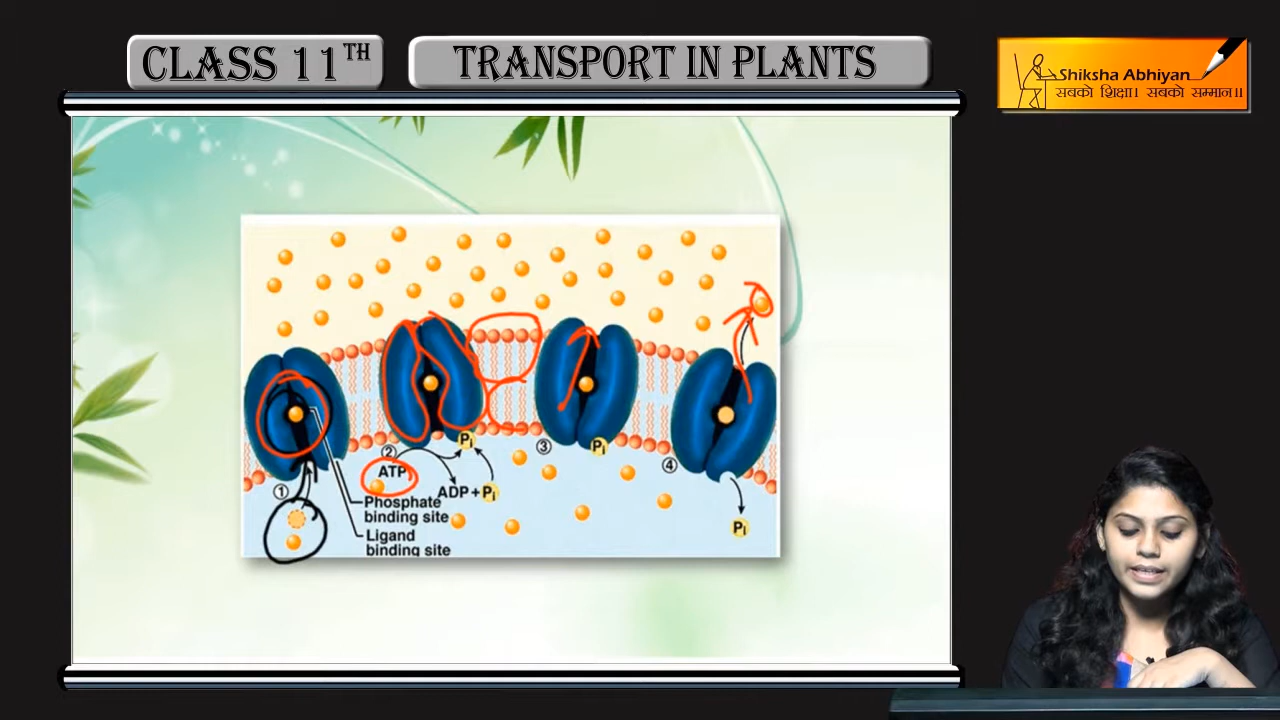 CLASS 11TH
TRANSPORT IN PLANTS
Shiksha Abhiyan
सबको शिक्षा। सबको सम्मान।।
①
②
③
④
ATP
ADP + Pi
Pi
Pi
Pi
Phosphate
binding site
Ligand
binding site